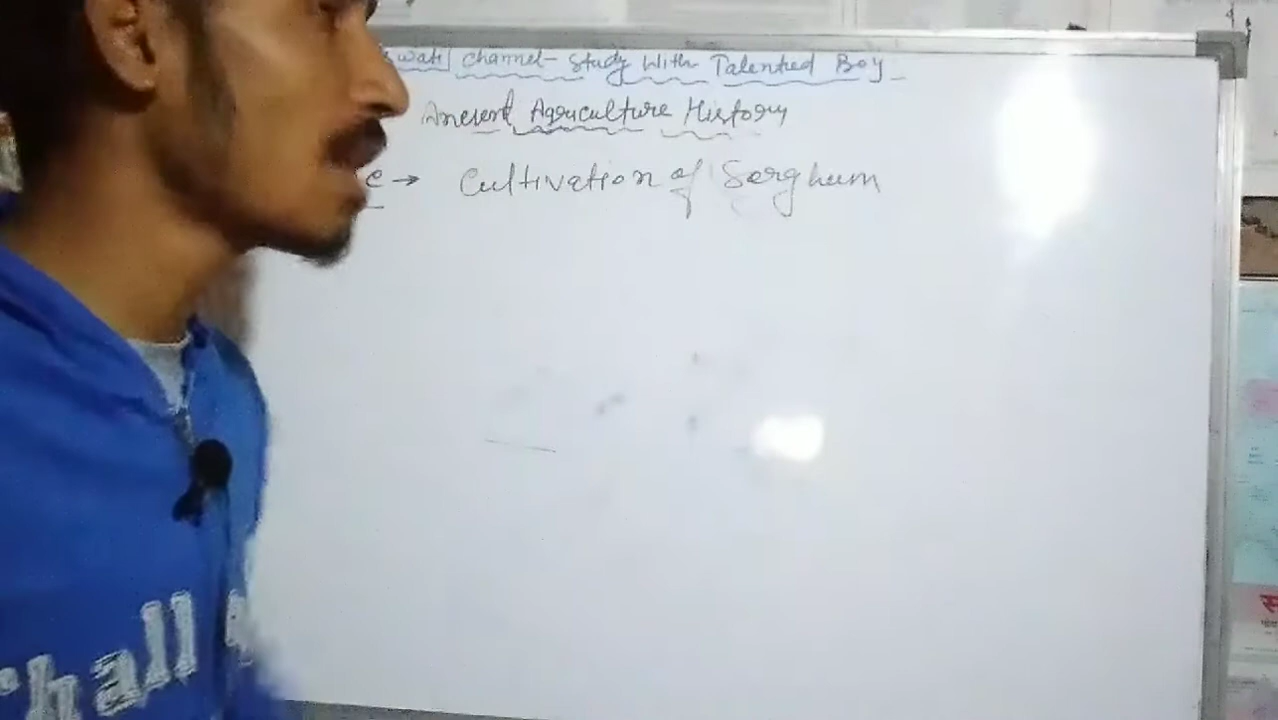 Channel- Study With Talented Boy
Ancient Agriculture History
→ Cultivation of Sorghum
hall